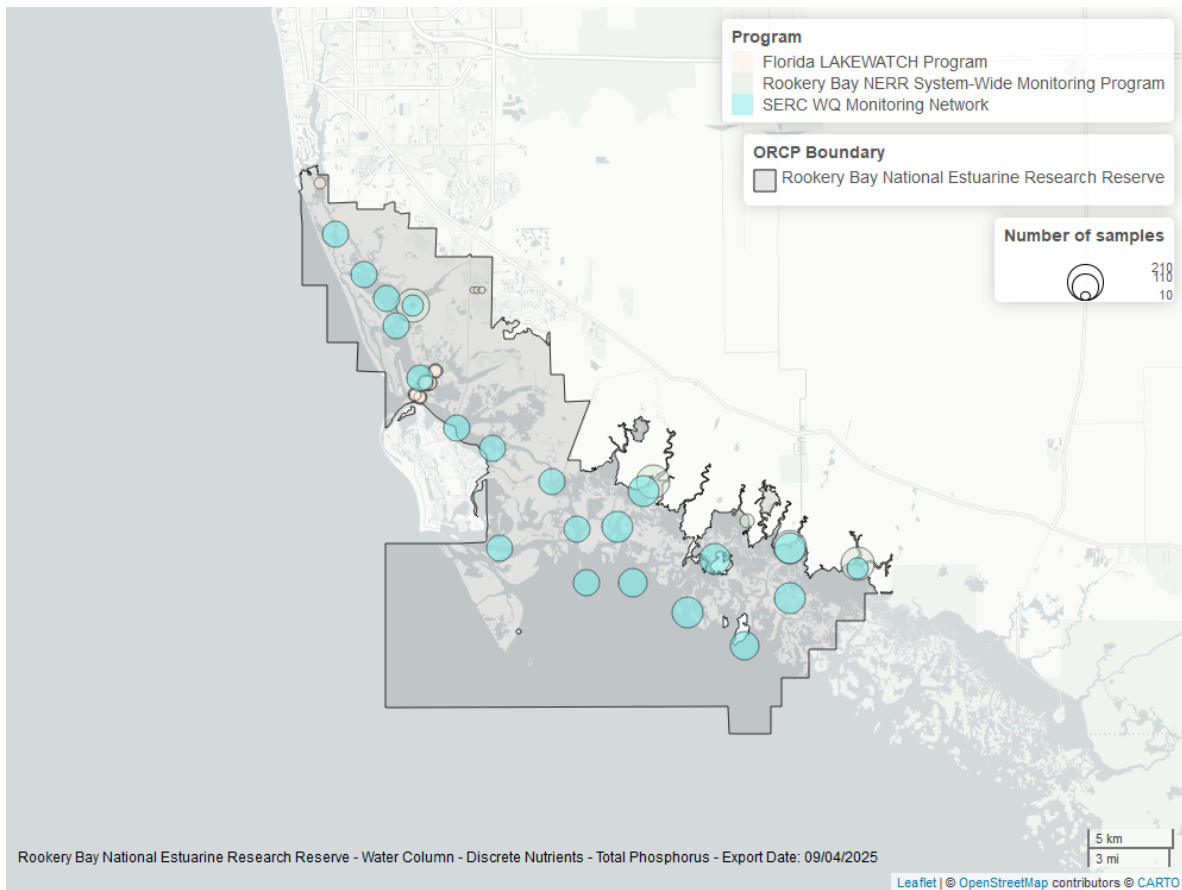 Program
Florida LAKEWATCH Program
Rookery Bay NERR System-Wide Monitoring Program
SERC WQ Monitoring Network
ORCP Boundary
Rookery Bay National Estuarine Research Reserve
Number of samples
210
110
10
5 km
3 mi
Rookery Bay National Estuarine Research Reserve - Water Column - Discrete Nutrients - Total Phosphorus - Export Date: 09/04/2025
Leaflet | © OpenStreetMap contributors © CARTO